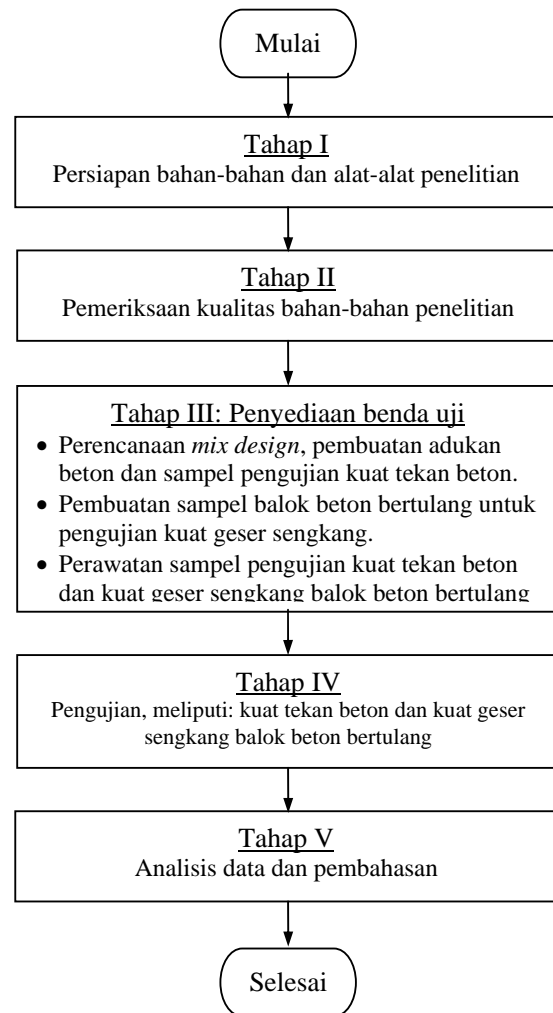 Mulai
Tahap I
Persiapan bahan-bahan dan alat-alat penelitian
Tahap II
Pemeriksaan kualitas bahan-bahan penelitian
Tahap III: Penyediaan benda uji
• Perencanaan mix design, pembuatan adukan
beton dan sampel pengujian kuat tekan beton.
• Pembuatan sampel balok beton bertulang untuk
pengujian kuat geser sengkang.
• Perawatan sampel pengujian kuat tekan beton
dan kuat geser sengkang balok beton bertulang
Tahap IV
Pengujian, meliputi: kuat tekan beton dan kuat geser
sengkang balok beton bertulang
Tahap V
Analisis data dan pembahasan
Selesai